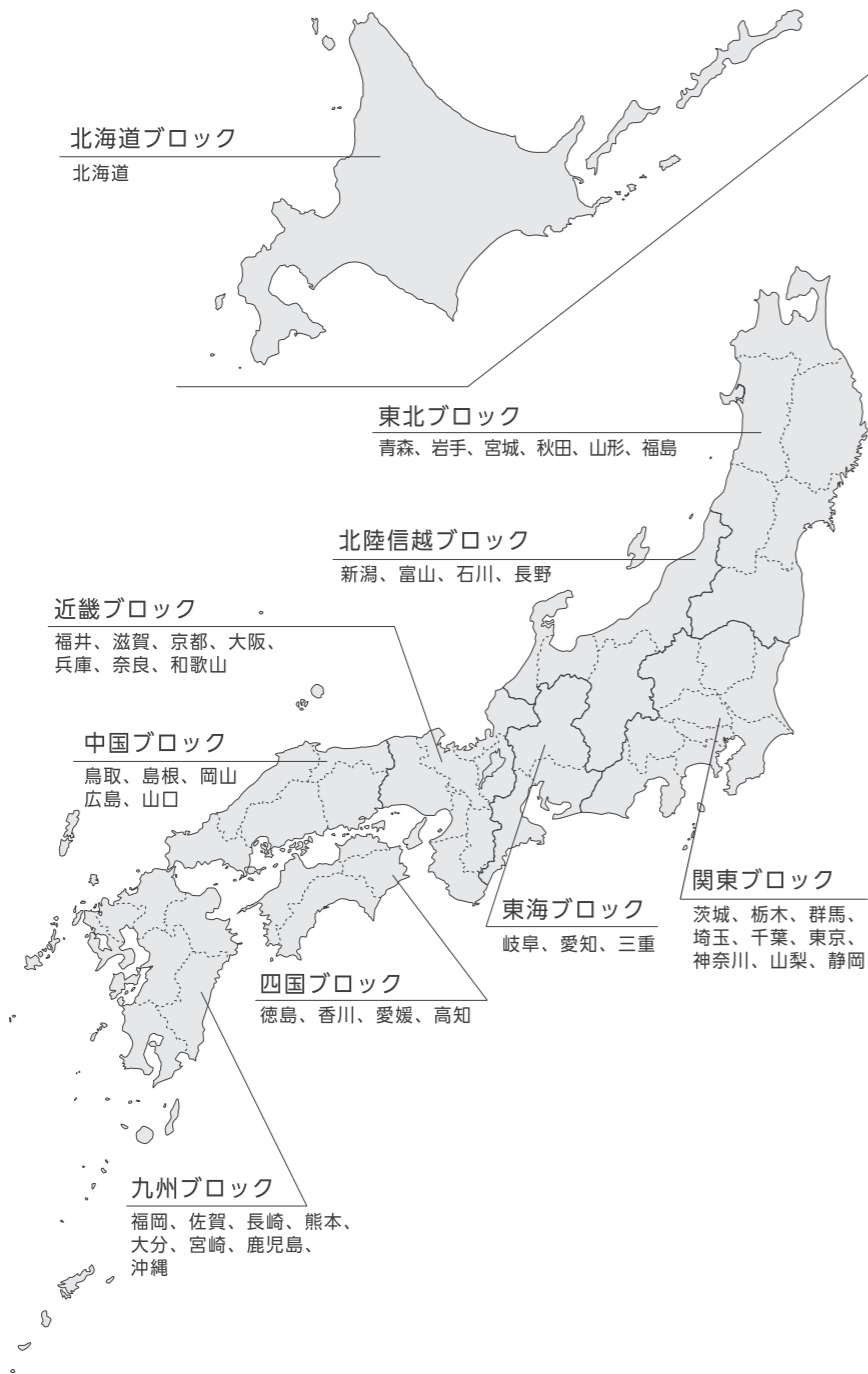 北海道ブロック
北海道
東北ブロック
青森、岩手、宮城、秋田、山形、福島
北陸信越ブロック
新潟、富山、石川、長野
近畿ブロック
福井、滋賀、京都、大阪、
兵庫、奈良、和歌山
中国ブロック
鳥取、島根、岡山
広島、山口
関東ブロック
茨城、栃木、群馬、
埼玉、千葉、東京、
神奈川、山梨、静岡
東海ブロック
岐阜、愛知、三重
四国ブロック
徳島、香川、愛媛、高知
九州ブロック
福岡、佐賀、長崎、熊本、
大分、宮崎、鹿児島、
沖縄